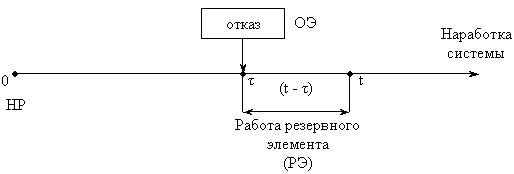 отказ
ОЭ
Наработка
системы
0
τ
(t - τ)
t
НР
Работа резервного
элемента
(РЭ)